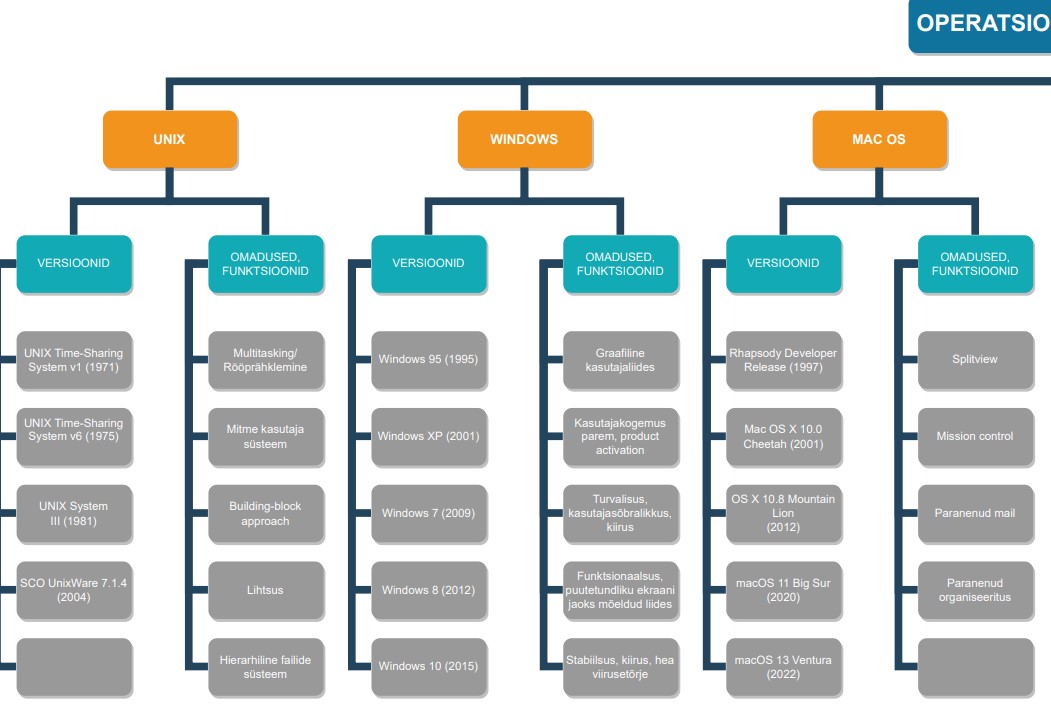 OPERATSIO
UNIX
WINDOWS
MAC OS
VERSIOONID
OMADUSED,
FUNKTSIOONID
VERSIOONID
OMADUSED,
FUNKTSIOONID
VERSIOONID
OMADUSED,
FUNKTSIOONID
UNIX Time-Sharing
System v1 (1971)
Multitasking/
Rööprähklemine
Windows 95 (1995)
Graafiline
kasutajaliides
Rhapsody Developer
Release (1997)
Splitview
UNIX Time-Sharing
System v6 (1975)
Mitme kasutaja
süsteem
Windows XP (2001)
Kasutajakogemus
parem, product
activation
Mac OS X 10.0
Cheetah (2001)
Mission control
UNIX System
III (1981)
Building-block
approach
Windows 7 (2009)
Turvalisus,
kasutajasõbralikkus,
kiirus
OS X 10.8 Mountain
Lion
(2012)
Paranenud mail
SCO UnixWare 7.1.4
(2004)
Lihtsus
Windows 8 (2012)
Funktsionaalsus,
puutetundliku ekraani
jaoks mõeldud liides
macOS 11 Big Sur
(2020)
Paranenud
organiseeritus
Hierarhiline failide
süsteem
Windows 10 (2015)
Stabiilsus, kiirus, hea
viirusetõrje
macOS 13 Ventura
(2022)